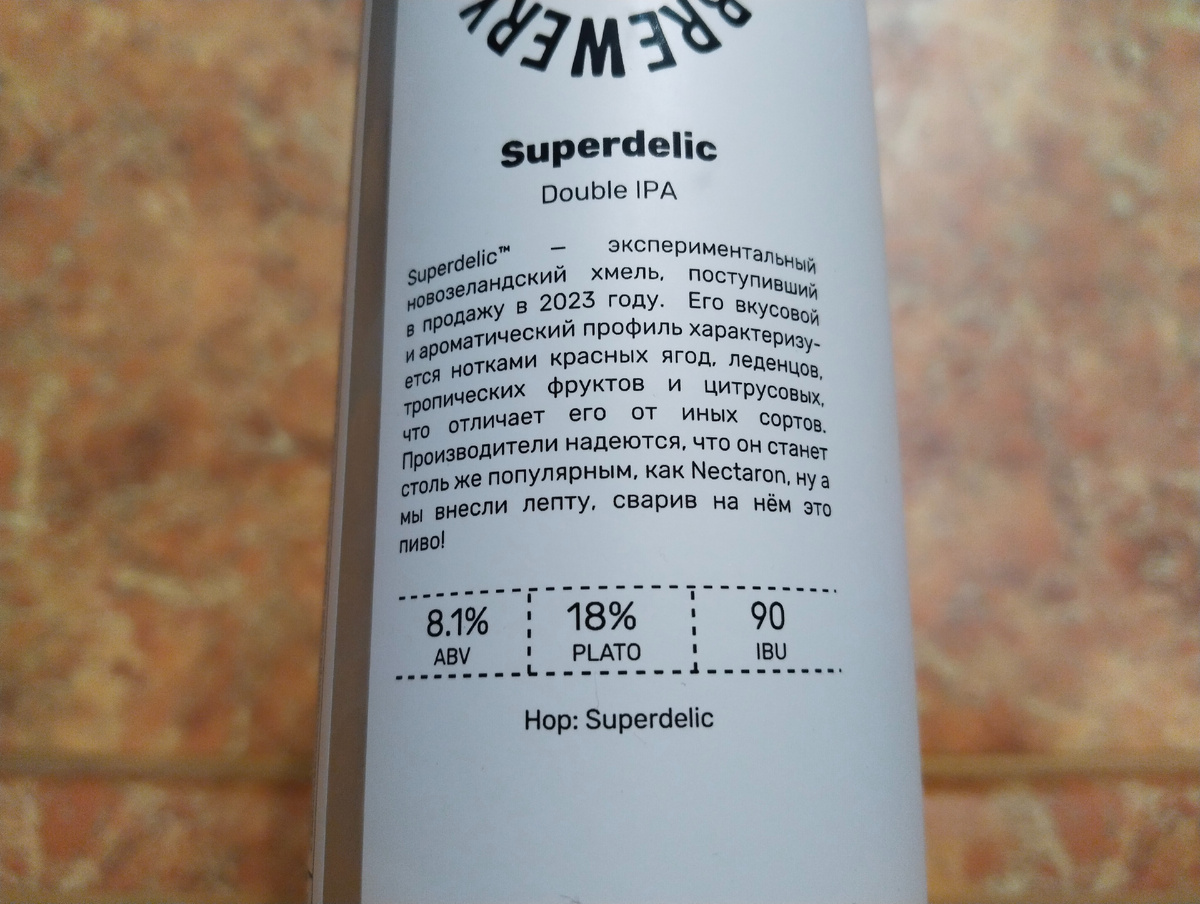 BREWERY
Superdelic
Double IPA
Superdelic™ — экспериментальный
новозеландский хмель, поступивший
в продажу в 2023 году. Его вкусовой
и ароматический профиль характеризу-
ется нотками красных ягод, леденцов,
тропических фруктов и цитрусовых,
что отличает его от иных сортов.
Производители надеются, что он станет
столь же популярным, как Nectaron, ну а
мы внесли лепту, сварив на нём это
пиво!
8.1% 18% 90
ABV PLATO IBU
Hop: Superdelic